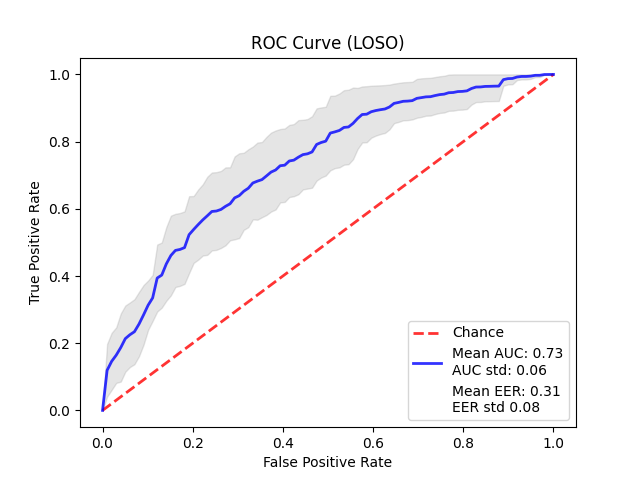 ROC Curve (LOSO)
True Positive Rate
1.0
0.8
0.6
0.4
0.2
0.0
0.0 0.2 0.4 0.6 0.8 1.0
False Positive Rate
Chance
Mean AUC: 0.73
AUC std: 0.06
Mean EER: 0.31
EER std 0.08